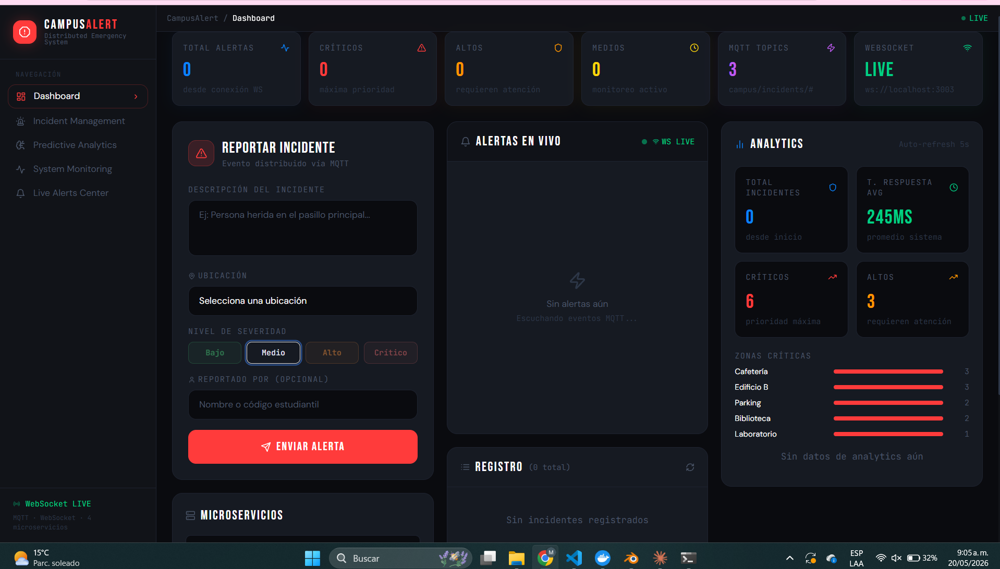 CAMPUSALERT
Distributed Emergency
System
NAVEGACIÓN
Dashboard
Incident Management
Predictive Analytics
System Monitoring
Live Alerts Center
WebSocket LIVE
MQTT · WebSocket · 4
microservicios
CampusAlert / Dashboard
LIVE
TOTAL ALERTAS
0
desde conexión WS
CRÍTICOS
0
máxima prioridad
ALTOS
0
requieren atención
MEDIOS
0
monitoreo activo
MQTT TOPICS
3
campus/incidents/#
WEBSOCKET
LIVE
ws://localhost:3003
REPORTAR INCIDENTE
Evento distribuido vía MQTT
DESCRIPCIÓN DEL INCIDENTE
Ej: Persona herida en el pasillo principal...
UBICACIÓN
Selecciona una ubicación
NIVEL DE SEVERIDAD
Bajo
Medio
Alto
Crítico
REPORTADO POR (OPCIONAL)
Nombre o código estudiantil
ENVIAR ALERTA
MICROSERVICIOS
ALERTAS EN VIVO
WS LIVE
Sin alertas aún
Escuchando eventos MQTT...
REGISTRO (0 total)
Sin incidentes registrados
ANALYTICS
Auto-refresh 5s
TOTAL
INCIDENTES
0
desde inicio
T. RESPUESTA
AVG
245MS
promedio sistema
CRÍTICOS
6
prioridad máxima
ALTOS
3
requieren atención
ZONAS CRÍTICAS
Cafetería 3
Edificio B 3
Parking 2
Biblioteca 2
Laboratorio 1
Sin datos de analytics aún
15°C
Parc. soleado
Buscar
M
ESP
LAA
32%
9:05 a. m.
20/05/2026